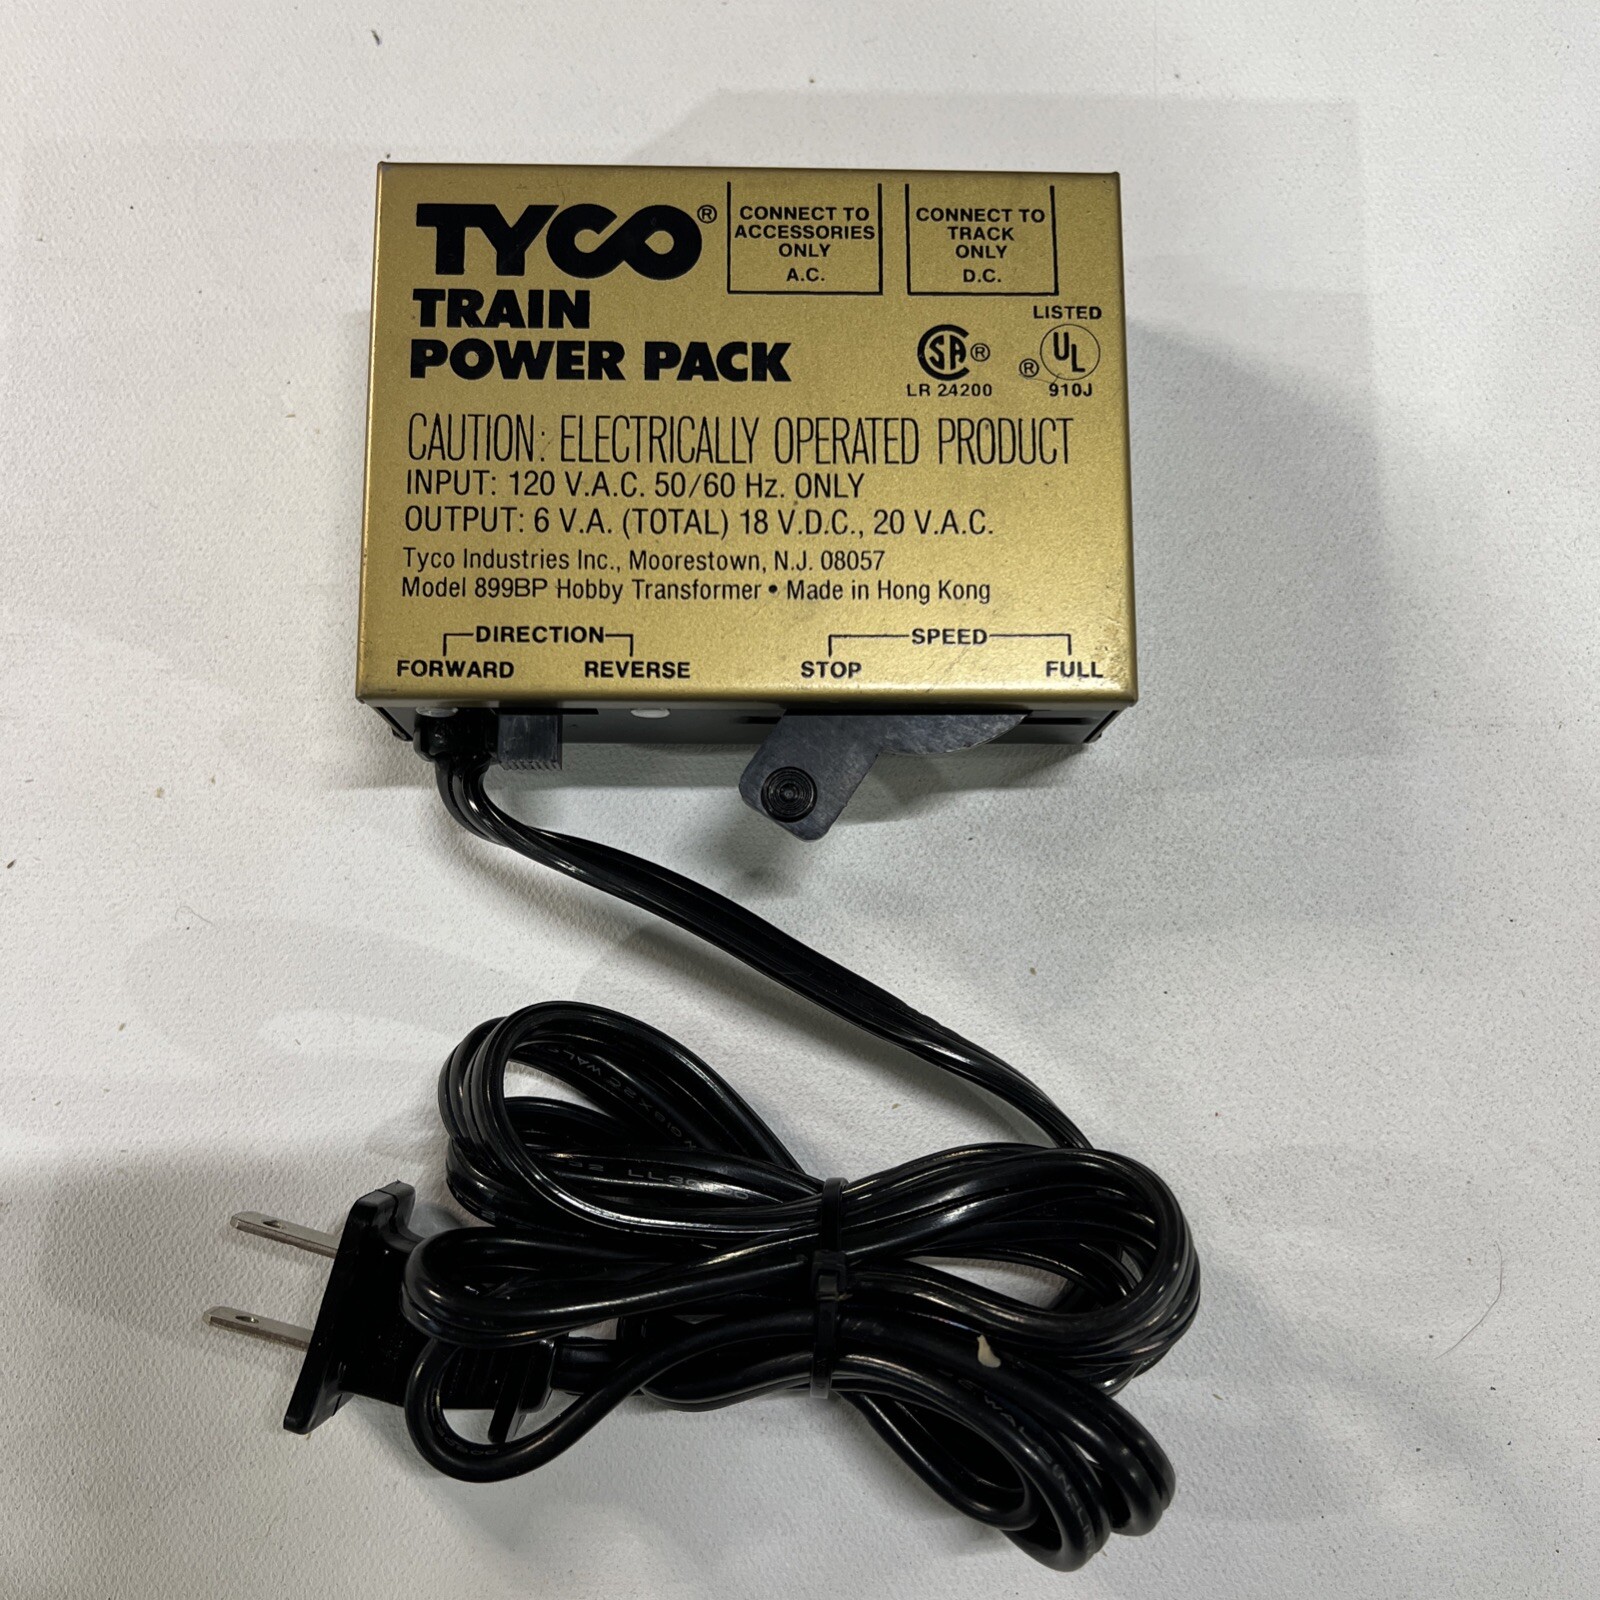 TYCO®
CONNECT TO
ACCESSORIES
ONLY
A.C.
CONNECT TO
TRACK
ONLY
D.C.
TRAIN
POWER PACK
SA®
LR 24200
LISTED
® UL
910J
CAUTION: ELECTRICALLY OPERATED PRODUCT
INPUT: 120 V.A.C. 50/60 Hz. ONLY
OUTPUT: 6 V.A. (TOTAL) 18 V.D.C., 20 V.A.C.
Tyco Industries Inc., Moorestown, N.J. 08057
Model 899BP Hobby Transformer • Made in Hong Kong
DIRECTION
FORWARD REVERSE
SPEED
STOP FULL